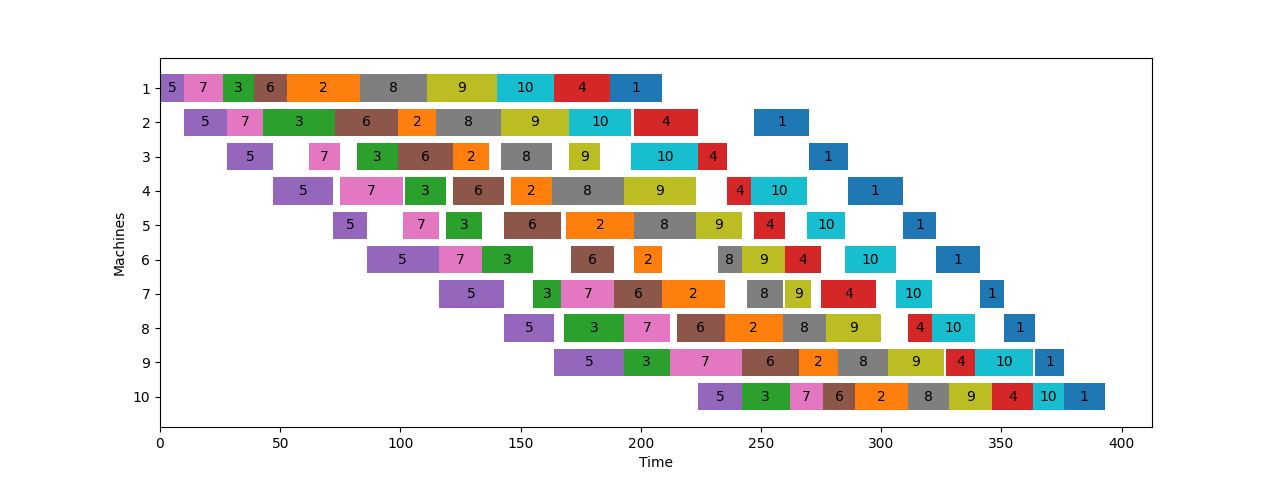 1 5 7 3 6 2 8 9 10 4 1
2 5 7 3 6 2 8 9 10 4 1
3 5 7 3 6 2 8 9 10 4 1
4 5 7 3 6 2 8 9 4 10 1
5 5 7 3 6 2 8 9 4 10 1
6 5 7 3 6 2 8 9 4 10 1
7 5 3 7 6 2 8 9 4 10 1
8 5 3 7 6 2 8 9 4 10 1
9 5 3 7 6 2 8 9 4 10 1
10 5 3 7 6 2 8 9 4 10 1
Machines
0 50 100 150 200 250 300 350 400
Time